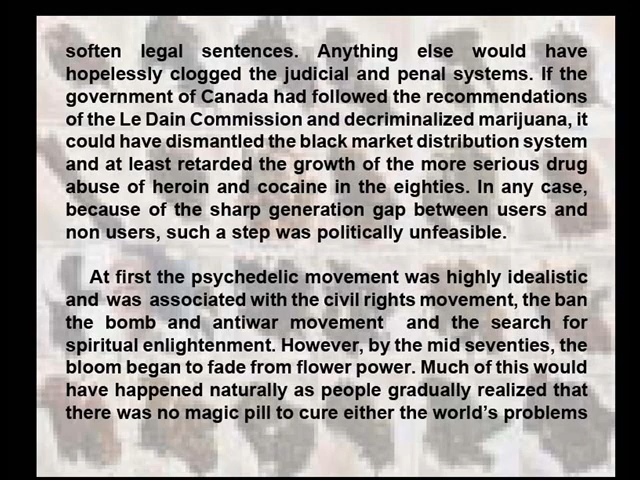 soften legal sentences. Anything else would have
hopelessly clogged the judicial and penal systems. If the
government of Canada had followed the recommendations
of the Le Dain Commission and decriminalized marijuana, it
could have dismantled the black market distribution system
and at least retarded the growth of the more serious drug
abuse of heroin and cocaine in the eighties. In any case,
because of the sharp generation gap between users and
non users, such a step was politically unfeasible.
At first the psychedelic movement was highly idealistic
and was associated with the civil rights movement, the ban
the bomb and antiwar movement and the search for
spiritual enlightenment. However, by the mid seventies, the
bloom began to fade from flower power. Much of this would
have happened naturally as people gradually realized that
there was no magic pill to cure either the world's problems